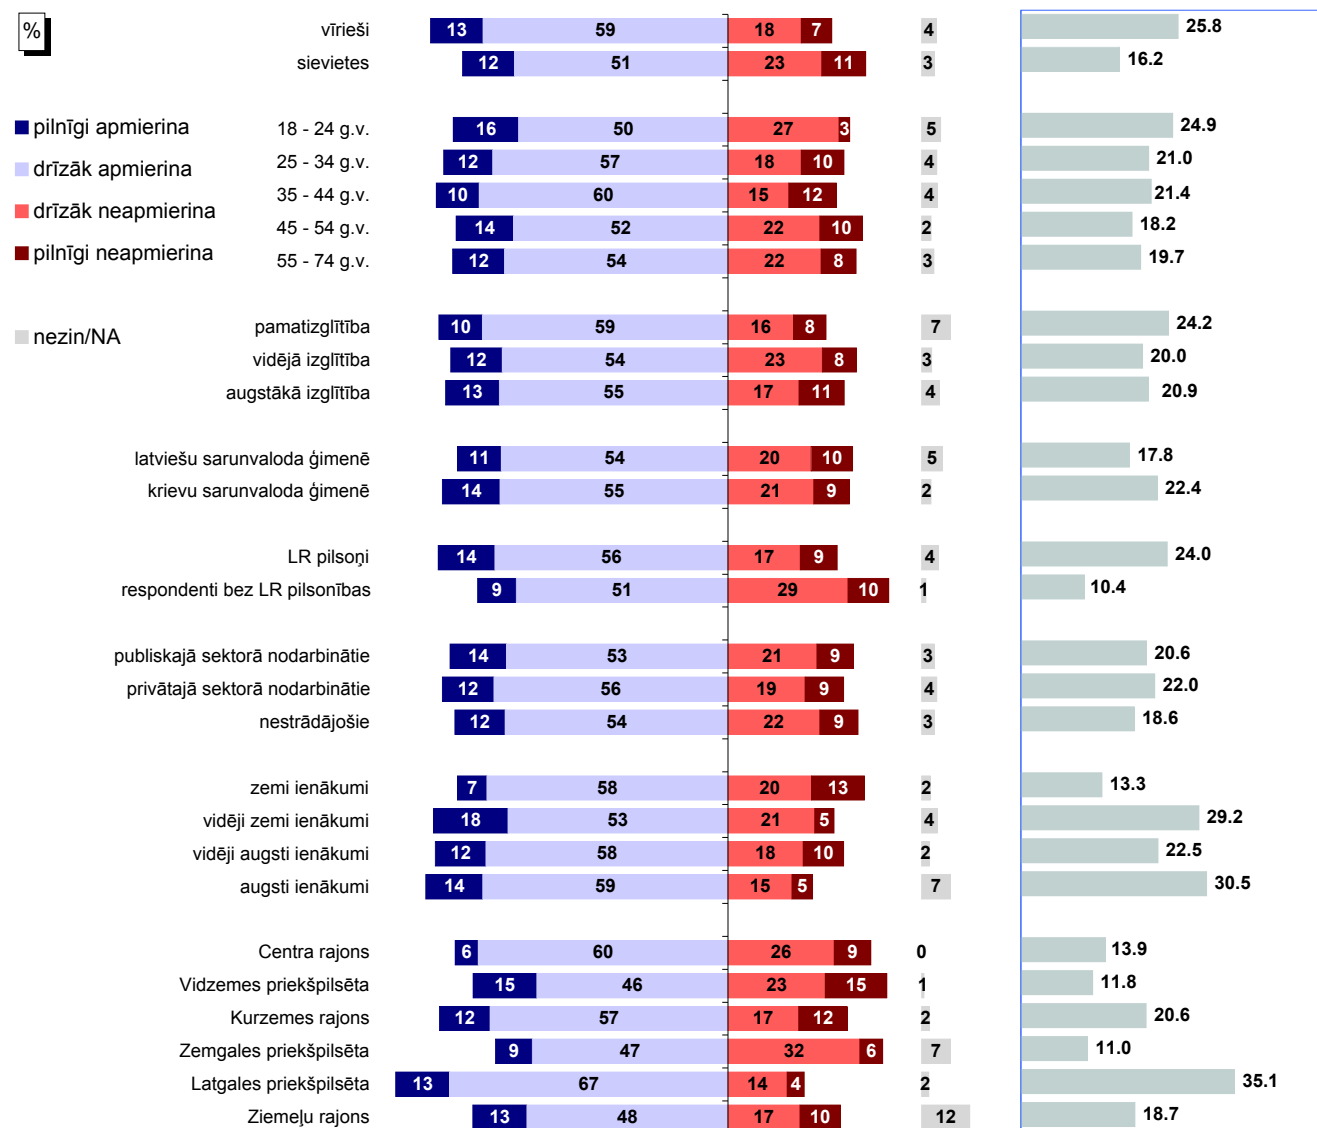 %
vīrieši 13 59 18 7 4 25.8
sievietes 12 51 23 11 3 16.2
pilnīgi apmierina
drīzāk apmierina
drīzāk neapmierina
pilnīgi neapmierina
nezin/NA
18 - 24 g.v. 16 50 27 3 5 24.9
25 - 34 g.v. 12 57 18 10 4 21.0
35 - 44 g.v. 10 60 15 12 4 21.4
45 - 54 g.v. 14 52 22 10 2 18.2
55 - 74 g.v. 12 54 22 8 3 19.7
pamatizglītība 10 59 16 8 7 24.2
vidējā izglītība 12 54 23 8 3 20.0
augstākā izglītība 13 55 17 11 4 20.9
latviešu sarunvaloda ģimenē 11 54 20 10 5 17.8
krievu sarunvaloda ģimenē 14 55 21 9 2 22.4
LR pilsoņi 14 56 17 9 4 24.0
respondenti bez LR pilsonības 9 51 29 10 1 10.4
publiskajā sektorā nodarbinātie 14 53 21 9 3 20.6
privātajā sektorā nodarbinātie 12 56 19 9 4 22.0
nestrādājošie 12 54 22 9 3 18.6
zemi ienākumi 7 58 20 13 2 13.3
vidēji zemi ienākumi 18 53 21 5 4 29.2
vidēji augsti ienākumi 12 58 18 10 2 22.5
augsti ienākumi 14 59 15 5 7 30.5
Centra rajons 6 60 26 9 0 13.9
Vidzemes priekšpilsēta 15 46 23 15 1 11.8
Kurzemes rajons 12 57 17 12 2 20.6
Zemgales priekšpilsēta 9 47 32 6 7 11.0
Latgales priekšpilsēta 13 67 14 4 2 35.1
Ziemeļu rajons 13 48 17 10 12 18.7